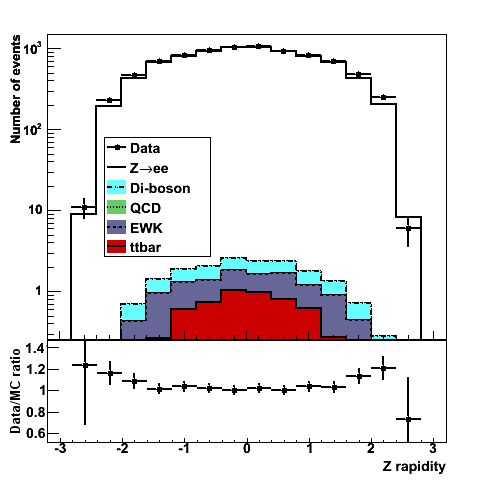 Number of events
10³
10²
10
1
Data
Z→ee
Di-boson
QCD
EWK
ttbar
Data/MC ratio
1.4
1.2
1
0.8
0.6
-3 -2 -1 0 1 2 3
Z rapidity